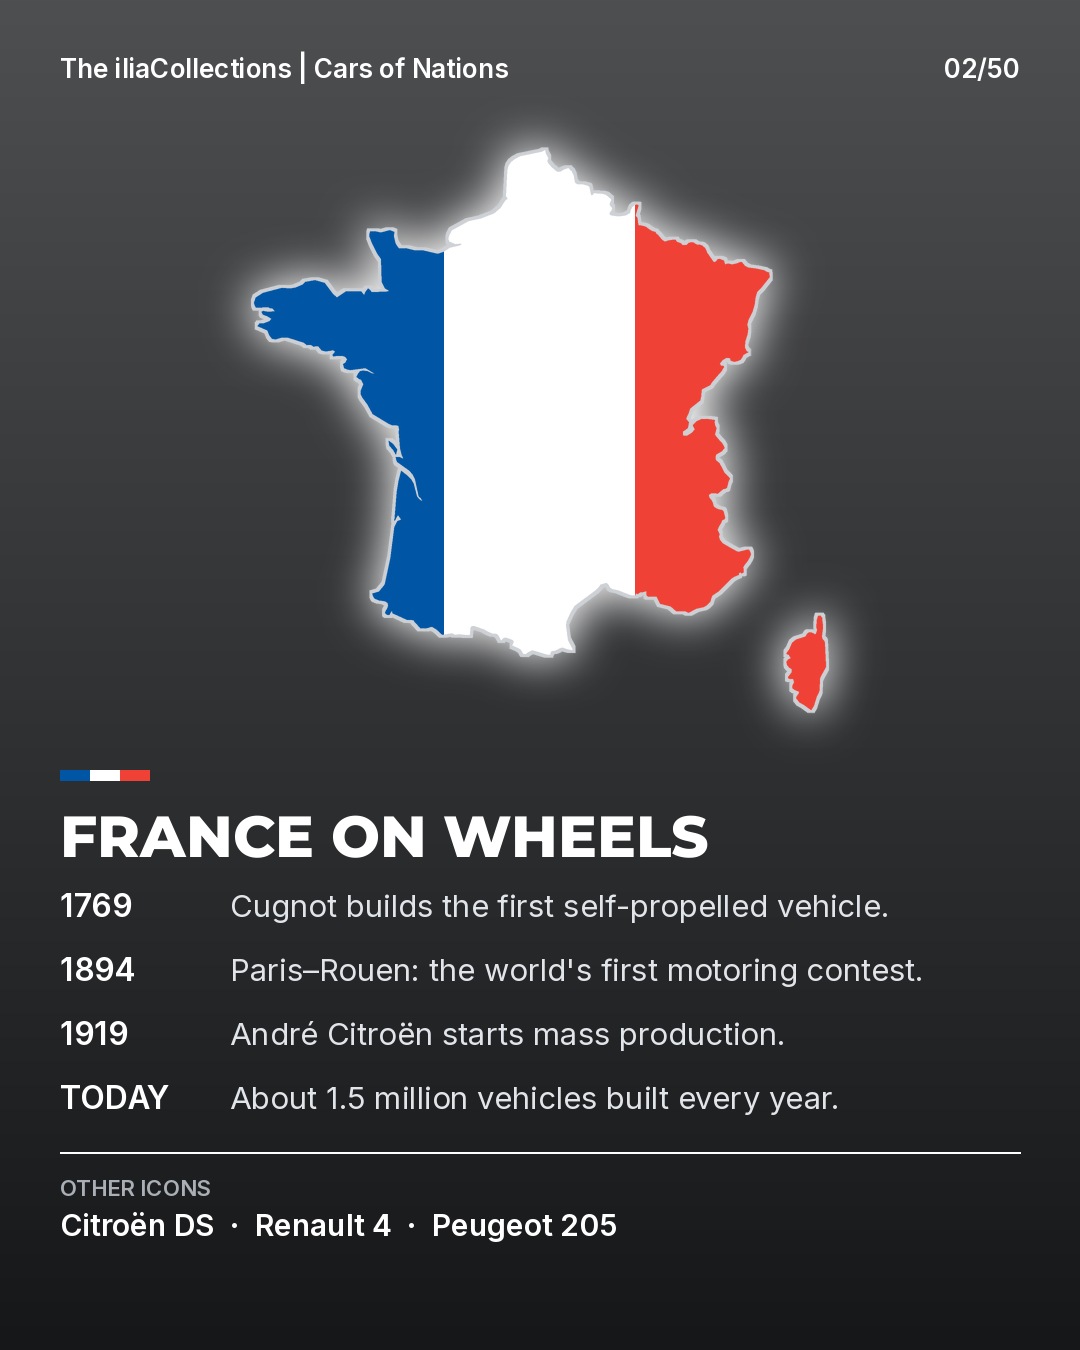 The iliaCollections | Cars of Nations
02/50
FRANCE ON WHEELS
1769 Cugnot builds the first self-propelled vehicle.
1894 Paris–Rouen: the world's first motoring contest.
1919 André Citroën starts mass production.
TODAY About 1.5 million vehicles built every year.
OTHER ICONS
Citroën DS · Renault 4 · Peugeot 205